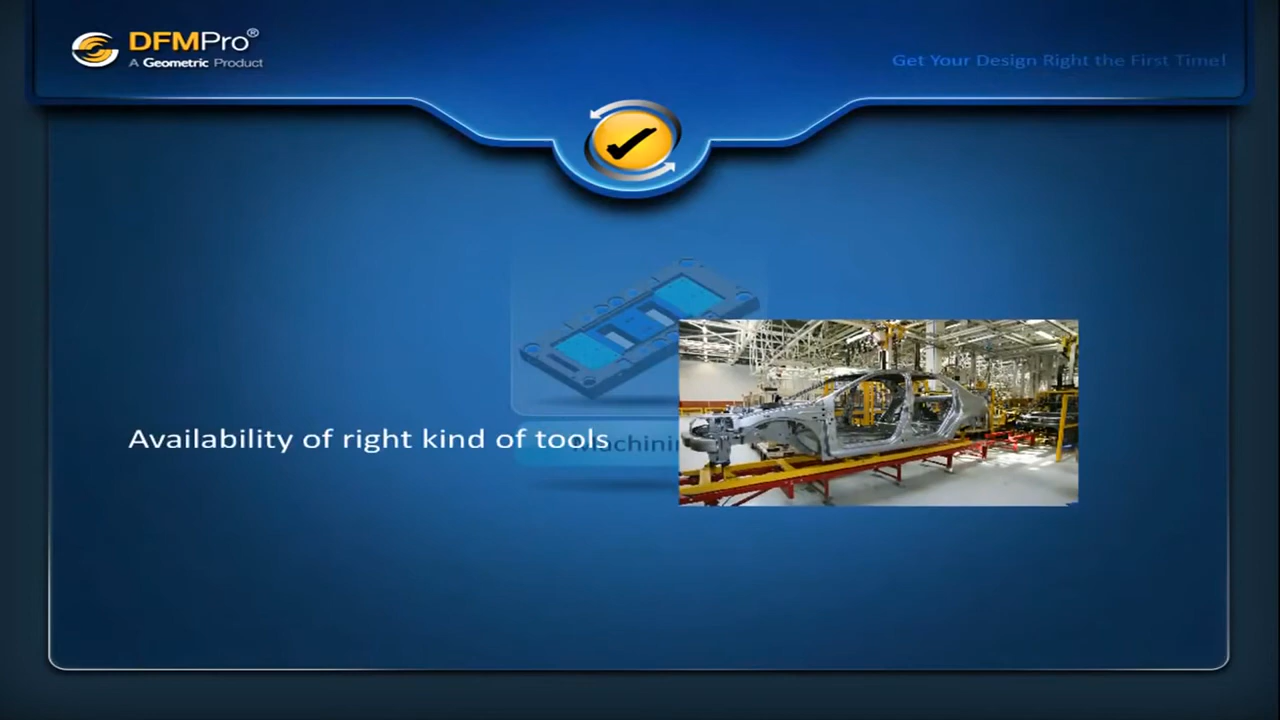 DFMPro®
A Geometric Product
Get Your Design Right the First Time!
Availability of right kind of tools